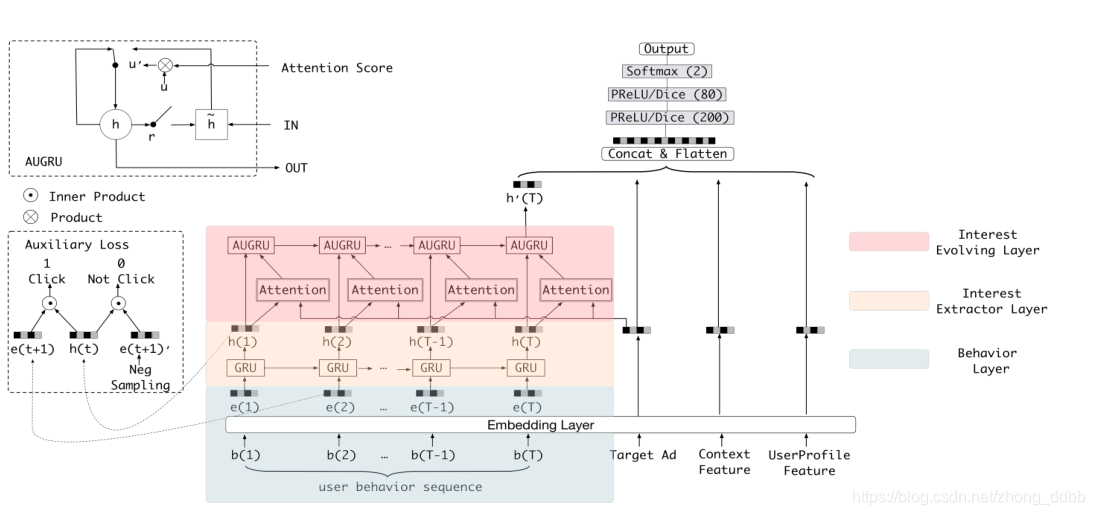 Output
Softmax (2)
PReLU/Dice (80)
PReLU/Dice (200)
Concat & Flatten
h'(T)
u'
u
Attention Score
h
r
h̃
IN
AUGRU
OUT
Inner Product
Product
Auxiliary Loss
1
0
Click
Not Click
e(t+1)
h(t)
e(t+1)'
Neg
Sampling
AUGRU
AUGRU
...
AUGRU
AUGRU
Attention
Attention
Attention
Attention
h(1)
h(2)
h(T-1)
h(T)
GRU
GRU
...
GRU
GRU
e(1)
e(2)
...
e(T-1)
e(T)
Embedding Layer
b(1)
b(2)
...
b(T-1)
b(T)
user behavior sequence
Target Ad
Context
Feature
UserProfile
Feature
Interest
Evolving Layer
Interest
Extractor Layer
Behavior
Layer
https://blog.csdn.net/zhong_ddbb